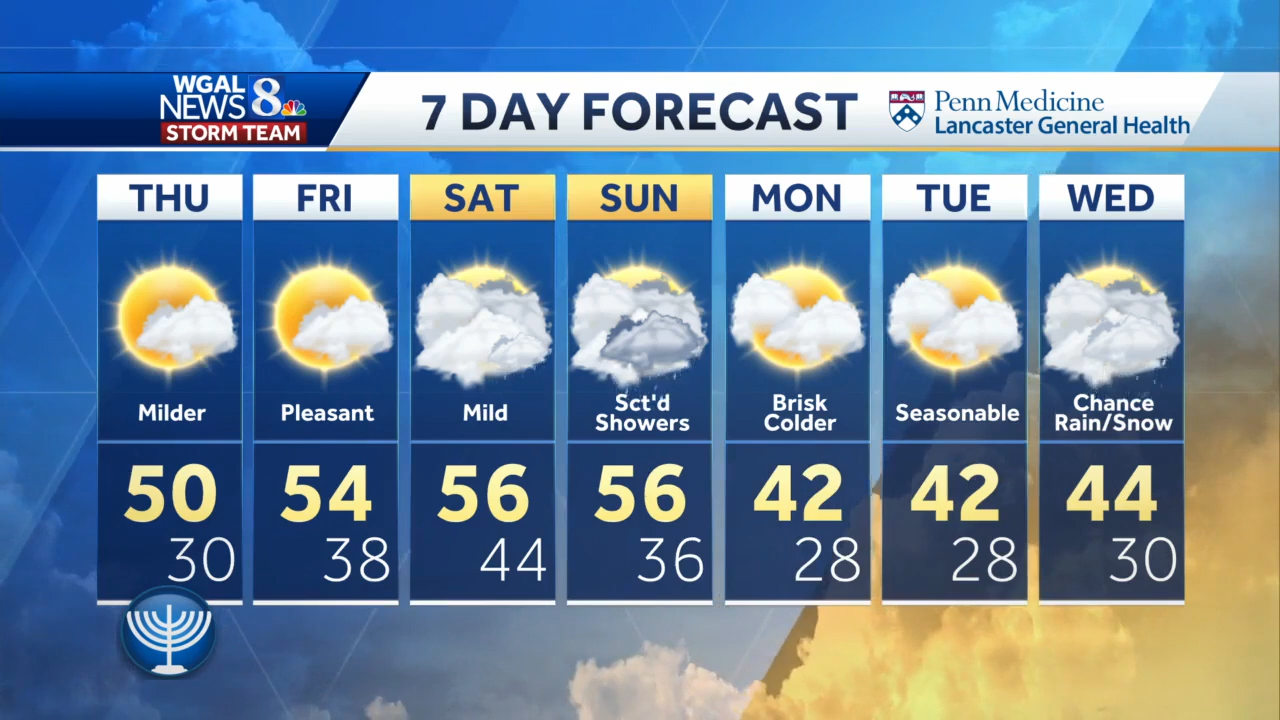 WGAL
NEWS 8
STORM TEAM
7 DAY FORECAST
Penn Medicine
Lancaster General Health
THU FRI SAT SUN MON TUE WED
Milder Pleasant Mild Sct'd Showers Brisk Colder Seasonable Chance Rain/Snow
50 54 56 56 42 42 44
30 38 44 36 28 28 30